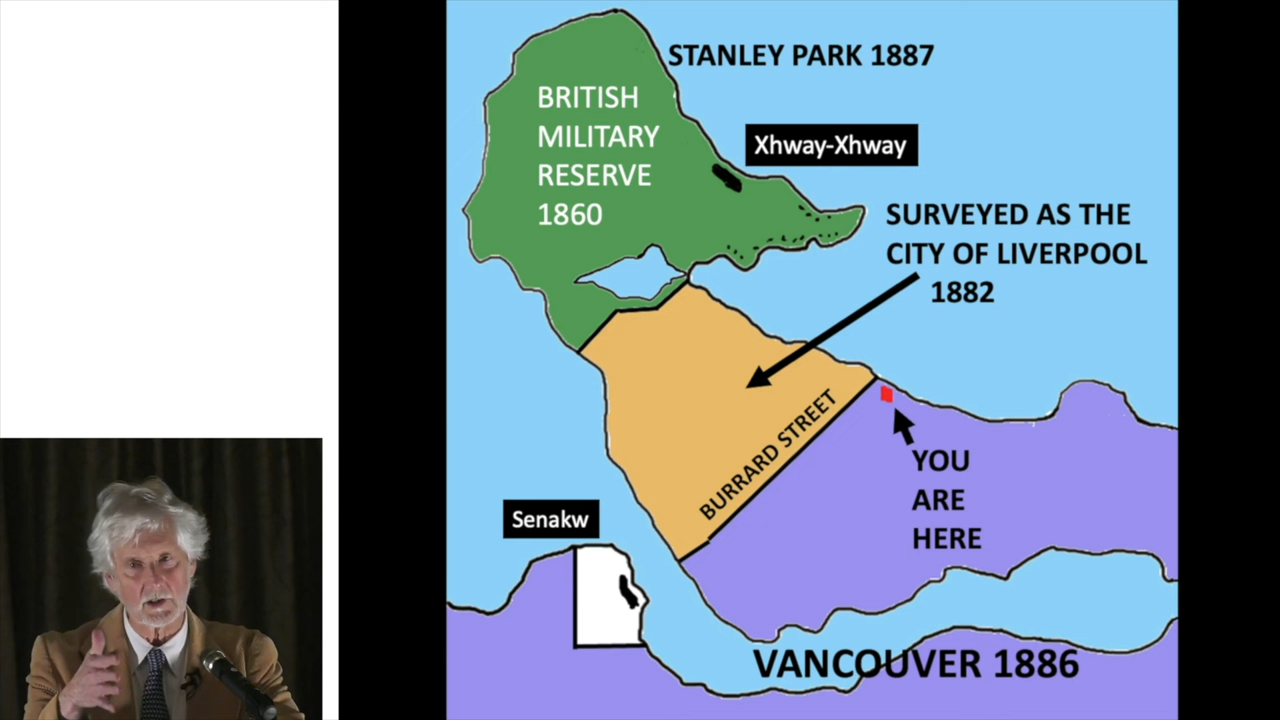 STANLEY PARK 1887
BRITISH
MILITARY
RESERVE
1860
Xhway-Xhway
SURVEYED AS THE
CITY OF LIVERPOOL
1882
BURRARD STREET
YOU
ARE
HERE
Senakw
VANCOUVER 1886